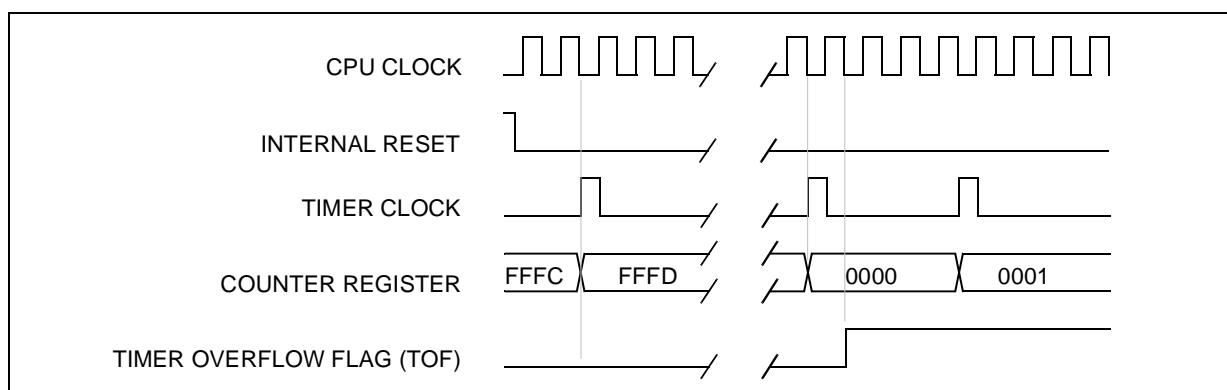 CPU CLOCK
INTERNAL RESET
TIMER CLOCK
COUNTER REGISTER
FFFC
FFFD
0000
0001
TIMER OVERFLOW FLAG (TOF)